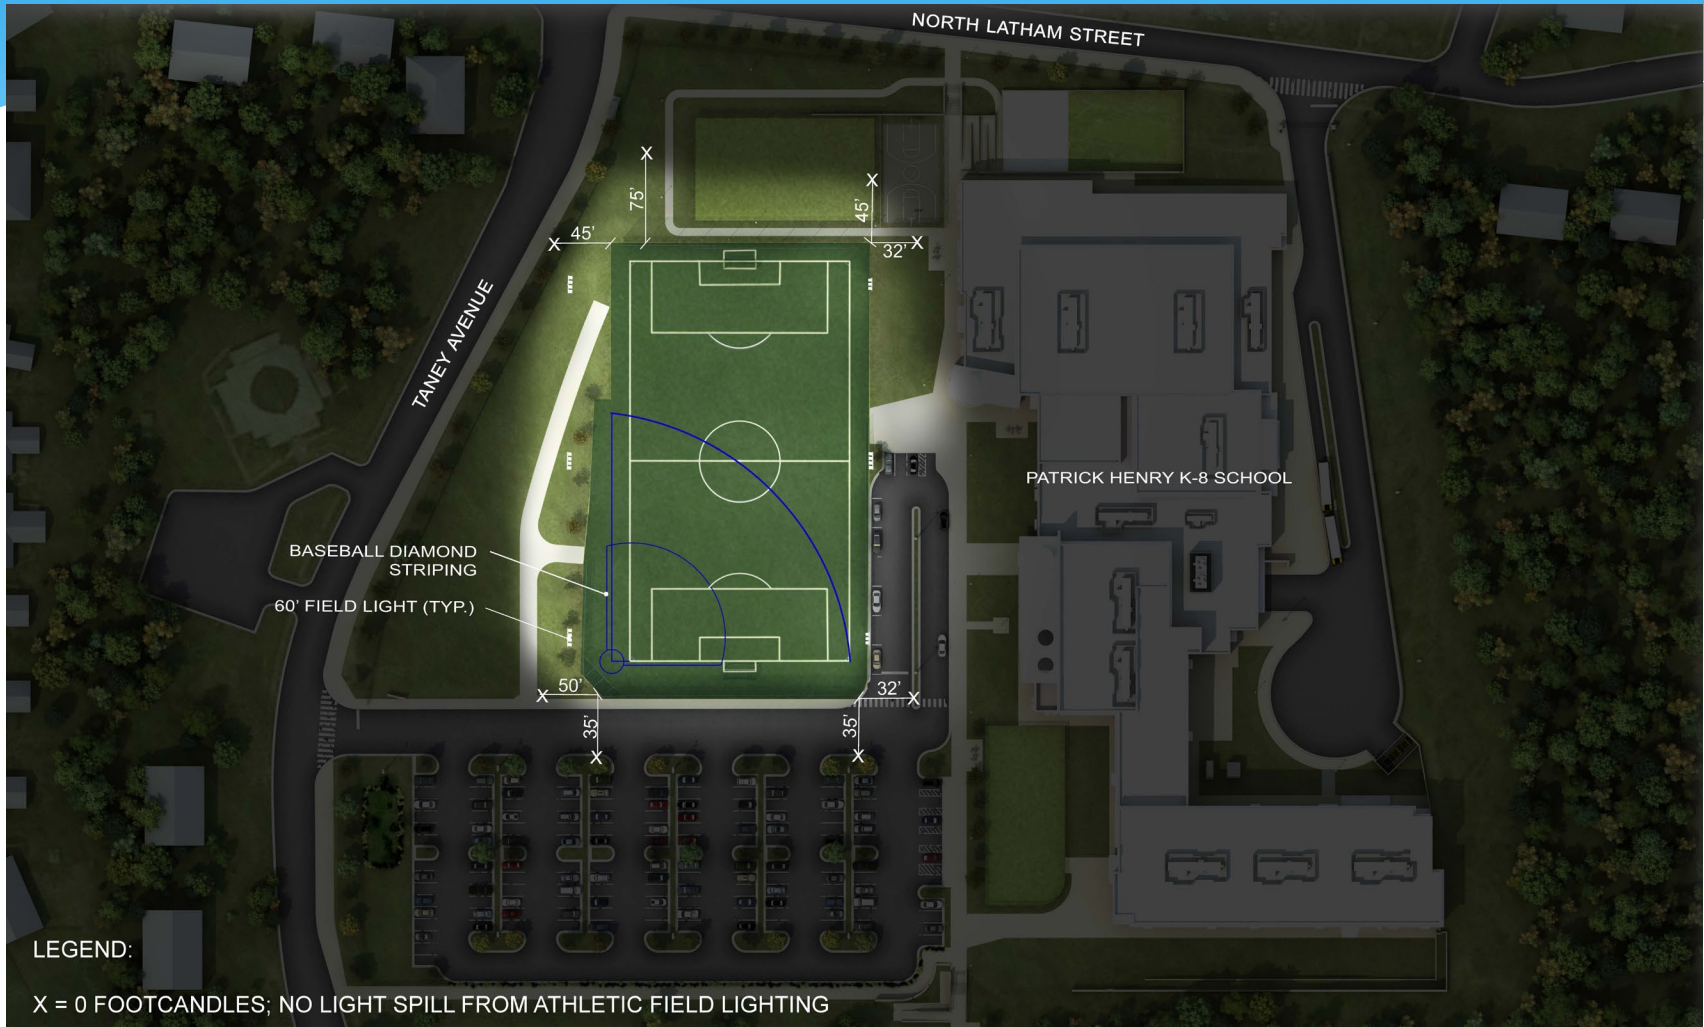 NORTH LATHAM STREET
X
75'
X
45'
X
45'
32'
X
TANEY AVENUE
PATRICK HENRY K-8 SCHOOL
BASEBALL DIAMOND
STRIPING
60' FIELD LIGHT (TYP.)
X
50'
32'
X
35'
X
35'
X
LEGEND:
X = 0 FOOTCANDLES; NO LIGHT SPILL FROM ATHLETIC FIELD LIGHTING